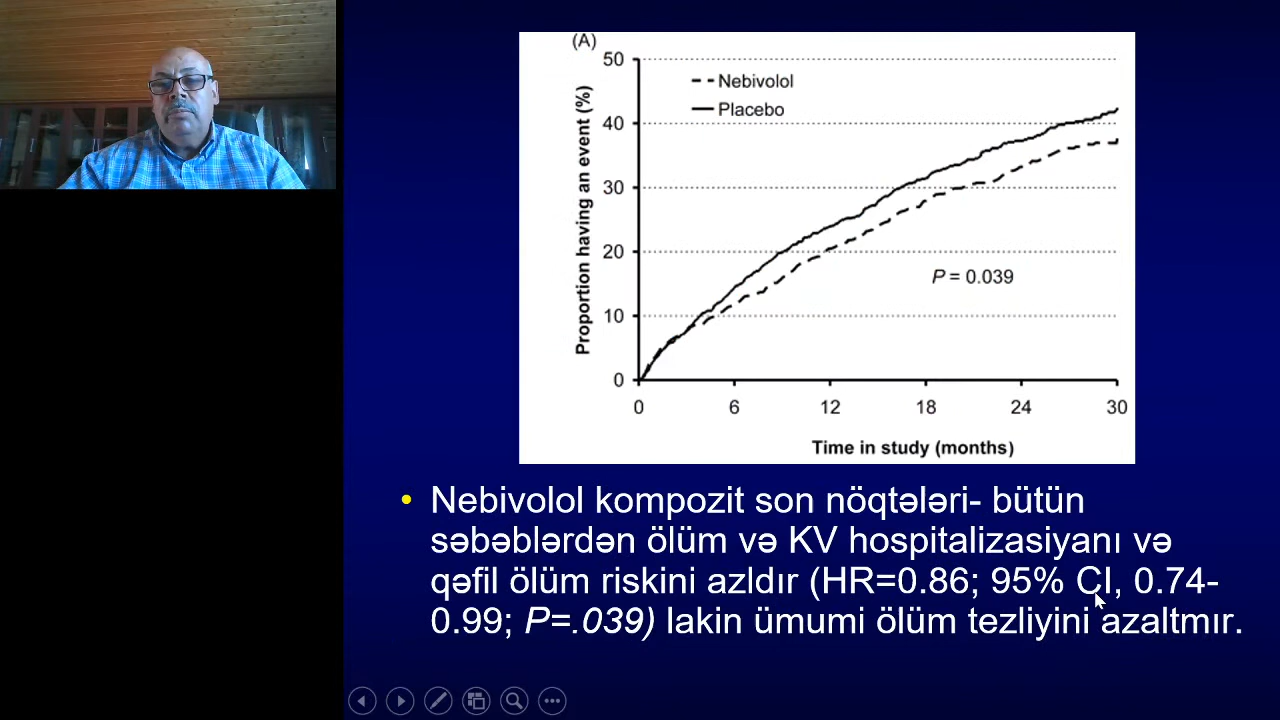 (A)
50
40
30
20
10
0
Proportion having an event (%)
Nebivolol
Placebo
P = 0.039
0 6 12 18 24 30
Time in study (months)
• Nebivolol kompozit son nöqtələri- bütün
səbəblərdən ölüm və KV hospitalizasiyanı və
qəfil ölüm riskini azldır (HR=0.86; 95% CI, 0.74-
0.99; P=.039) lakin ümumi ölüm tezliyini azaltmır.